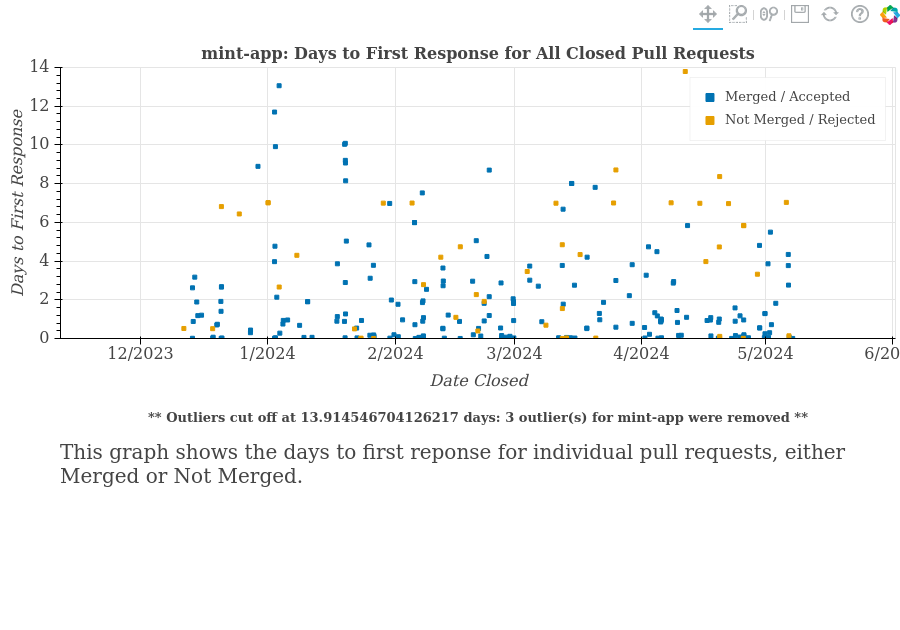 mint-app: Days to First Response for All Closed Pull Requests
14
12
10
8
6
4
2
0
Days to First Response
Merged / Accepted
Not Merged / Rejected
12/2023
1/2024
2/2024
3/2024
4/2024
5/2024
6/20
Date Closed
** Outliers cut off at 13.914546704126217 days: 3 outlier(s) for mint-app were removed **
This graph shows the days to first reponse for individual pull requests, either
Merged or Not Merged.